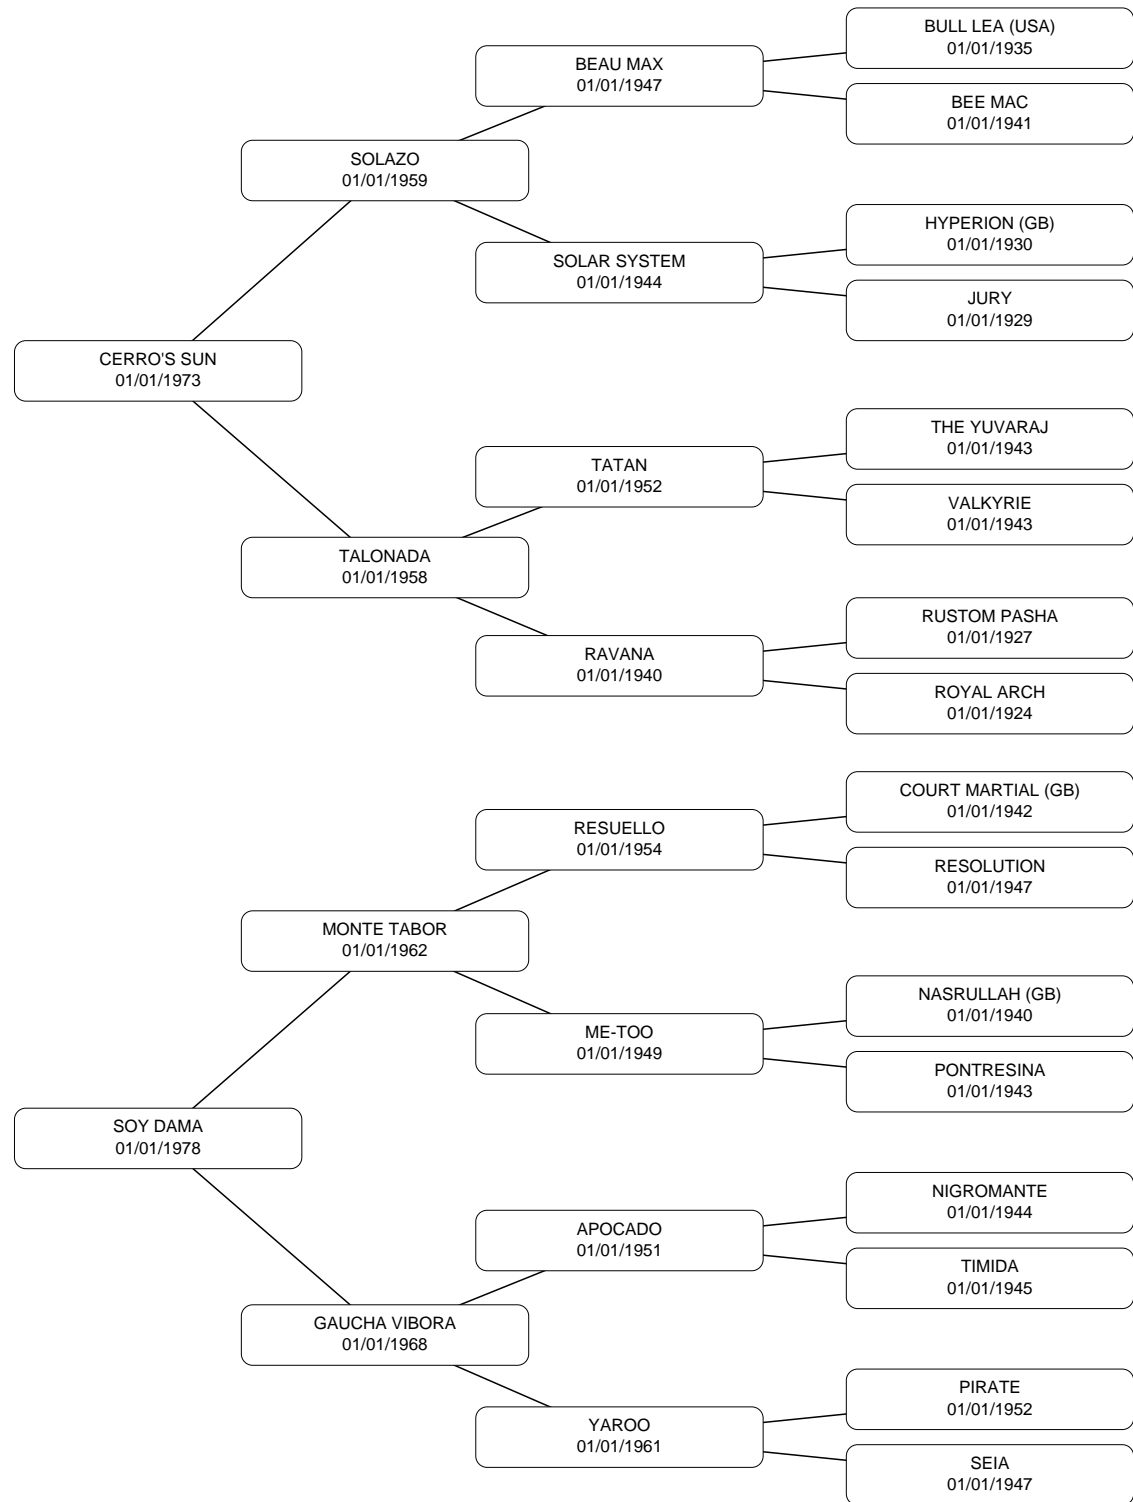 BULL LEA (USA)
01/01/1935
BEAU MAX
01/01/1947
BEE MAC
01/01/1941
SOLAZO
01/01/1959
HYPERION (GB)
01/01/1930
SOLAR SYSTEM
01/01/1944
JURY
01/01/1929
CERRO'S SUN
01/01/1973
THE YUVARAJ
01/01/1943
TATAN
01/01/1952
VALKYRIE
01/01/1943
TALONADA
01/01/1958
RUSTOM PASHA
01/01/1927
RAVANA
01/01/1940
ROYAL ARCH
01/01/1924
COURT MARTIAL (GB)
01/01/1942
RESUELLO
01/01/1954
RESOLUTION
01/01/1947
MONTE TABOR
01/01/1962
NASRULLAH (GB)
01/01/1940
ME-TOO
01/01/1949
PONTRESINA
01/01/1943
SOY DAMA
01/01/1978
NIGROMANTE
01/01/1944
APOCADO
01/01/1951
TIMIDA
01/01/1945
GAUCHA VIBORA
01/01/1968
PIRATE
01/01/1952
YAROO
01/01/1961
SEIA
01/01/1947